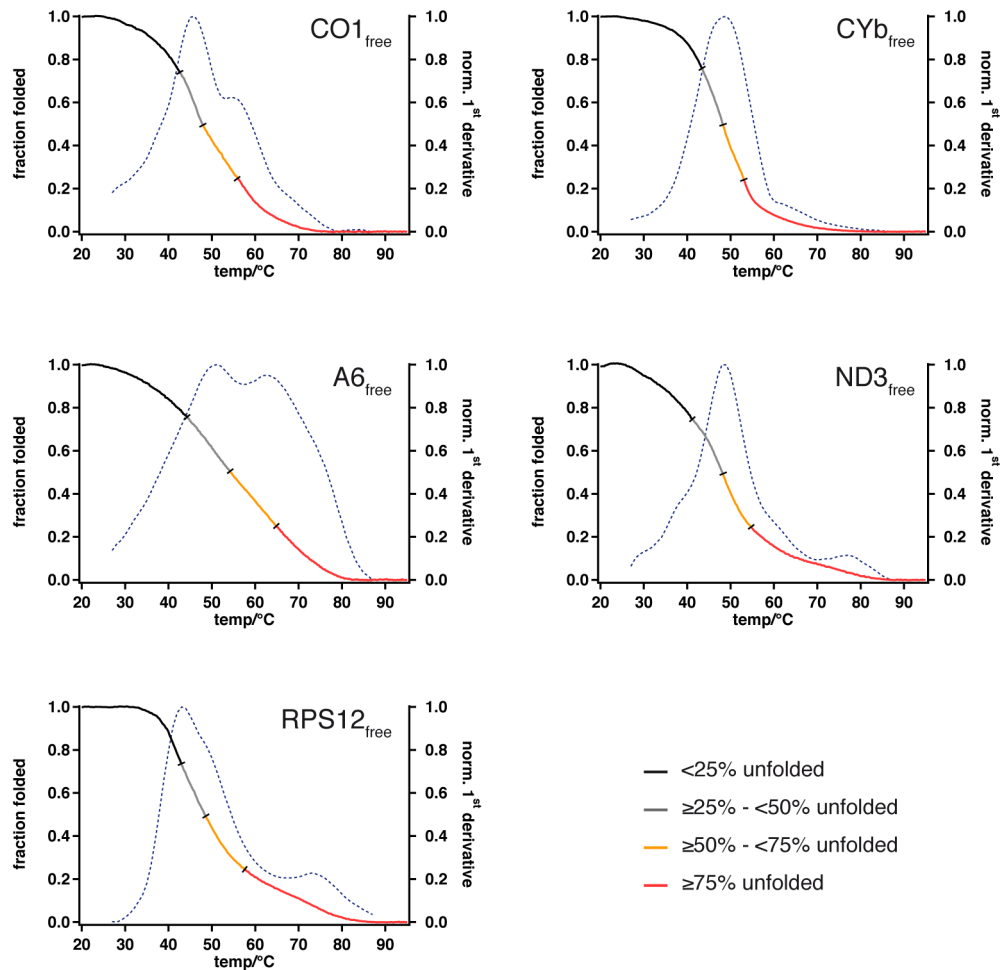 CO1free
1.0 0.8 0.6 0.4 0.2 0.0
fraction folded
1.0 0.8 0.6 0.4 0.2 0.0
norm. 1st derivative
20 30 40 50 60 70 80 90
temp/°C
CYbfree
1.0 0.8 0.6 0.4 0.2 0.0
fraction folded
1.0 0.8 0.6 0.4 0.2 0.0
norm. 1st derivative
20 30 40 50 60 70 80 90
temp/°C
A6free
1.0 0.8 0.6 0.4 0.2 0.0
fraction folded
1.0 0.8 0.6 0.4 0.2 0.0
norm. 1st derivative
20 30 40 50 60 70 80 90
temp/°C
ND3free
1.0 0.8 0.6 0.4 0.2 0.0
fraction folded
1.0 0.8 0.6 0.4 0.2 0.0
norm. 1st derivative
20 30 40 50 60 70 80 90
temp/°C
RPS12free
1.0 0.8 0.6 0.4 0.2 0.0
fraction folded
1.0 0.8 0.6 0.4 0.2 0.0
norm. 1st derivative
20 30 40 50 60 70 80 90
temp/°C
<25% unfolded
≥25% - <50% unfolded
≥50% - <75% unfolded
≥75% unfolded